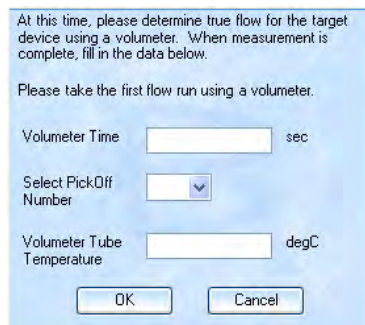 At this time, please determine true flow for the target
device using a volumeter. When measurement is
complete, fill in the data below.
Please take the first flow run using a volumeter.
Volumeter Time sec
Select PickOff
Number
Volumeter Tube degC
Temperature
OK Cancel